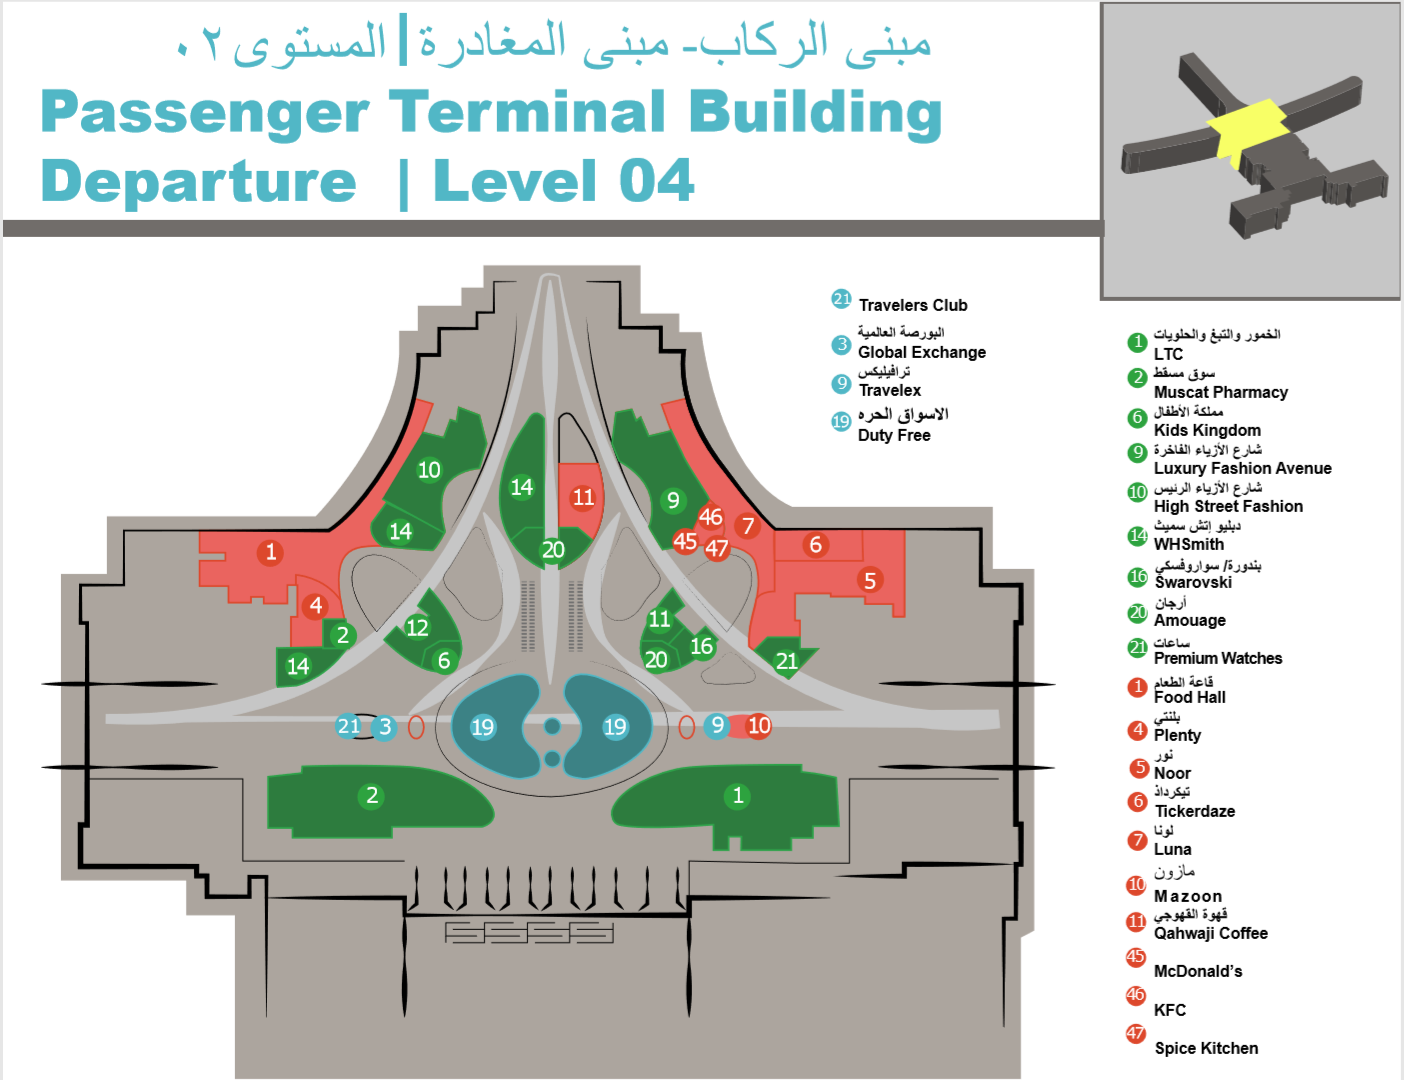 مبنى الركاب- مبنى المغادرة | المستوى ٠٢
Passenger Terminal Building
Departure | Level 04
21 Travelers Club
البورصة العالمية
3 Global Exchange
ترافيليكس
9 Travelex
الاسواق الحره
19 Duty Free
الخمور والتبغ والحلويات
1 LTC
سوق مسقط
2 Muscat Pharmacy
مملكة الأطفال
6 Kids Kingdom
شارع الأزياء الفاخرة
9 Luxury Fashion Avenue
شارع الأزياء الرئيس
10 High Street Fashion
دبليو إتش سميث
14 WHSmith
بندورة/ سواروفسكي
16 Swarovski
أرجان
20 Amouage
ساعات
21 Premium Watches
قاعة الطعام
1 Food Hall
بلنتي
4 Plenty
نور
5 Noor
تيكرداذ
6 Tickerdaze
لونا
7 Luna
مازون
10 Mazoon
قهوة القهوجي
11 Qahwaji Coffee
45 McDonald's
46 KFC
47 Spice Kitchen
10
14
14
11
9
46
7
45
47
6
5
1
20
4
2
14
12
6
11
16
20
21
21
3
19
19
9
10
2
1